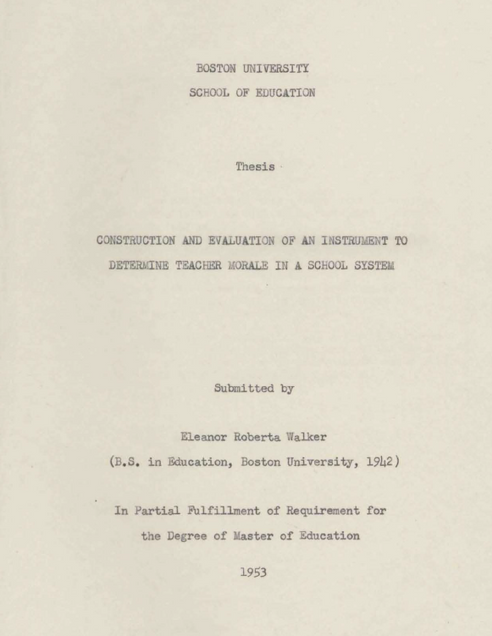 BOSTON UNIVERSITY
SCHOOL OF EDUCATION
Thesis
CONSTRUCTION AND EVALUATION OF AN INSTRUMENT TO
DETERMINE TEACHER MORALE IN A SCHOOL SYSTEM
Submitted by
Eleanor Roberta Walker
(B.S. in Education, Boston University, 1942)
In Partial Fulfillment of Requirement for
the Degree of Master of Education
1953